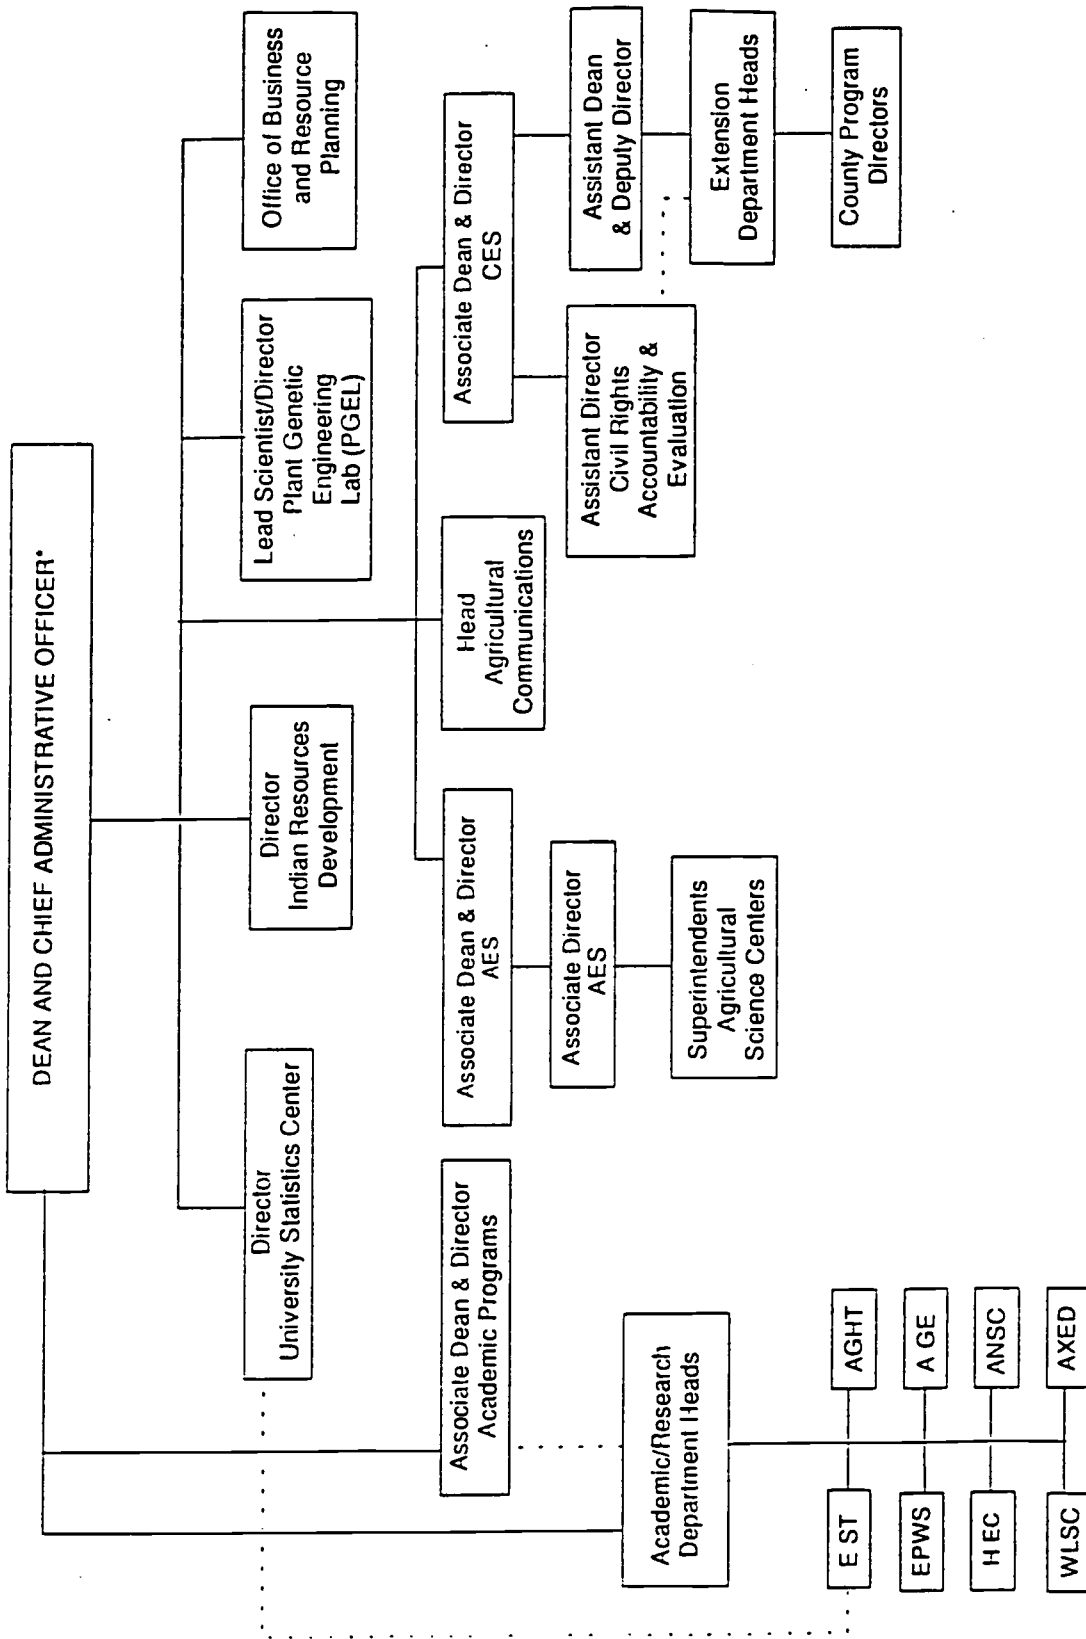 DEAN AND CHIEF ADMINISTRATIVE OFFICER*
Director
University Statistics Center
Director
Indian Resources
Development
Lead Scientist/Director
Plant Genetic
Engineering
Lab (PGEL)
Office of Business
and Resource
Planning
Associate Dean & Director
Academic Programs
Associate Dean & Director
AES
Head
Agricultural
Communications
Associate Dean & Director
CES
Associate Director
AES
Assistant Director
Civil Rights
Accountability &
Evaluation
Assistant Dean
& Deputy Director
Academic/Research
Department Heads
Superintendents
Agricultural
Science Centers
Extension
Department Heads
County Program
Directors
E ST
AGHT
EPWS
A GE
H EC
ANSC
WLSC
AXED